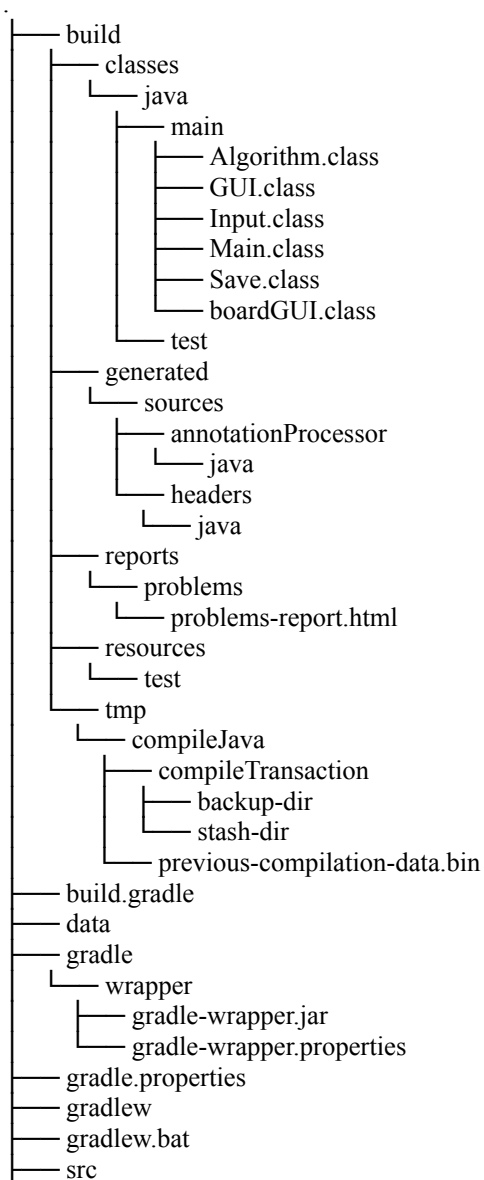 .
├── build
│   ├── classes
│   │   └── java
│   │       ├── main
│   │       │   ├── Algorithm.class
│   │       │   ├── GUI.class
│   │       │   ├── Input.class
│   │       │   ├── Main.class
│   │       │   ├── Save.class
│   │       │   └── boardGUI.class
│   │       └── test
│   ├── generated
│   │   └── sources
│   │       ├── annotationProcessor
│   │       │   └── java
│   │       └── headers
│   │           └── java
│   ├── reports
│   │   └── problems
│   │       └── problems-report.html
│   ├── resources
│   │   └── test
│   └── tmp
│       └── compileJava
│           ├── compileTransaction
│           │   ├── backup-dir
│           │   └── stash-dir
│           └── previous-compilation-data.bin
├── build.gradle
├── data
├── gradle
│   └── wrapper
│       ├── gradle-wrapper.jar
│       └── gradle-wrapper.properties
├── gradle.properties
├── gradlew
├── gradlew.bat
├── src